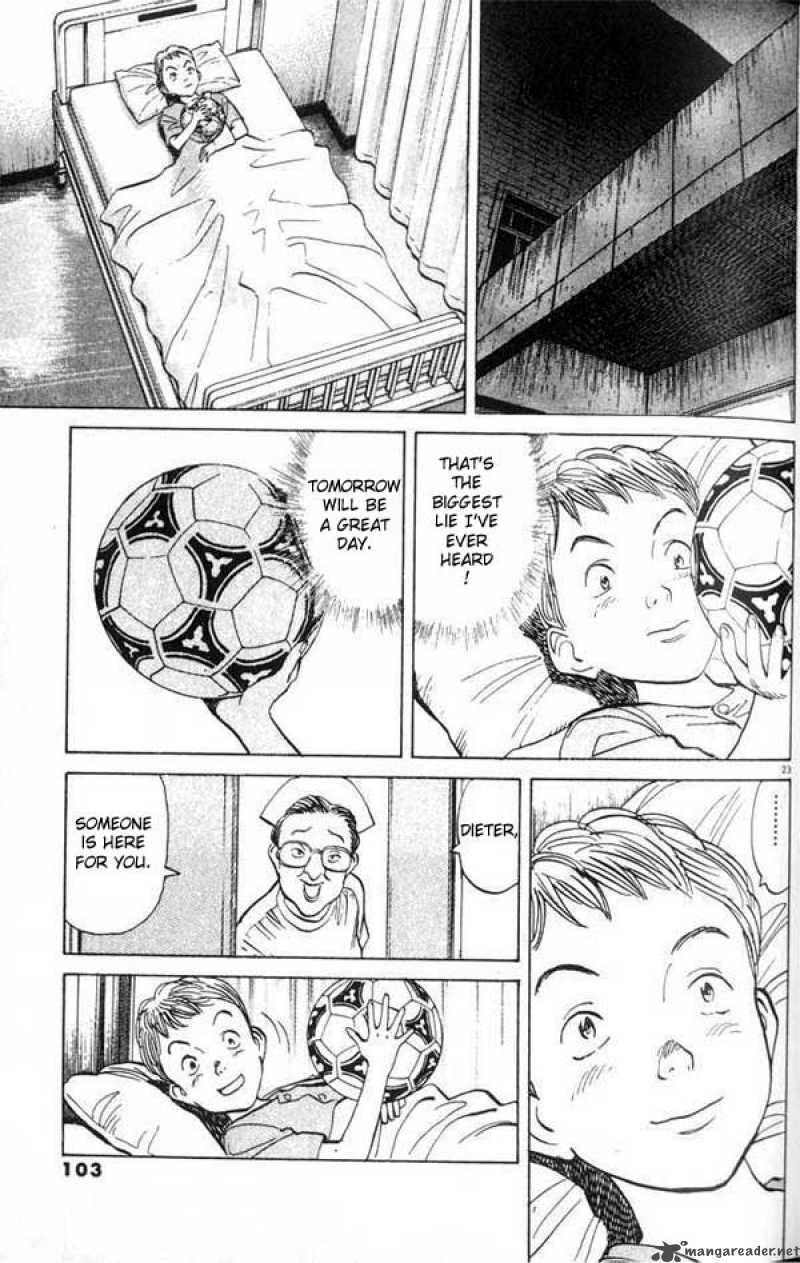 THAT'S
THE
BIGGEST
LIE I'VE
EVER
HEARD
!
TOMORROW
WILL BE
A GREAT
DAY.
23
..........
DIETER,
SOMEONE
IS HERE
FOR YOU.
103
mangareader.net